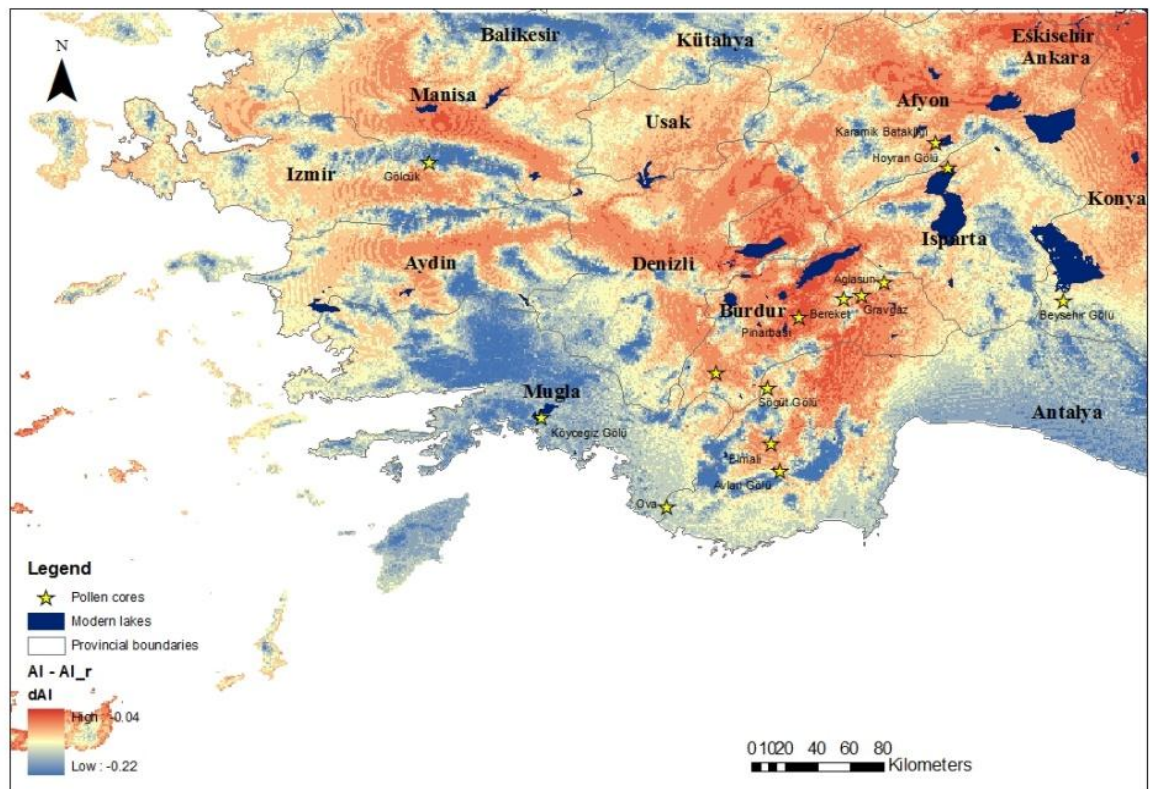 N
Balikesir
Kütahya
Eskisehir
Ankara
Manisa
Afyon
Usak
Karamik Batakligi
Hoyran Gölü
Izmir
Gölcük
Konya
Isparta
Aydin
Denizli
Aglasun
Burdur
Bereket
Gravgaz
Pinarbasi
Beysehir Gölü
Mugla
Sögüt Gölü
Antalya
Köycegiz Gölü
Elmali
Avlan Gölü
Ova
Legend
Pollen cores
Modern lakes
Provincial boundaries
AI - AI_r
dAI
High : -0.04
Low : -0.22
0 10 20 40 60 80
Kilometers